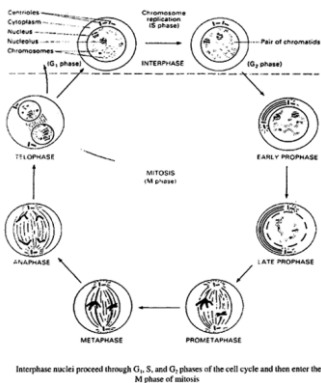 Centrioles
Cytoplasm
Nucleus
Nucleolus
Chromosomes
(G₁ phase)
Chromosome
replication
(S phase)
INTERPHASE
Pair of chromatids
(G₂ phase)
TELOPHASE
MITOSIS
(M phase)
EARLY PROPHASE
ANAPHASE
LATE PROPHASE
METAPHASE
PROMETAPHASE
Interphase nuclei proceed through G₁, S, and G₂ phases of the cell cycle and then enter the
M phase of mitosis